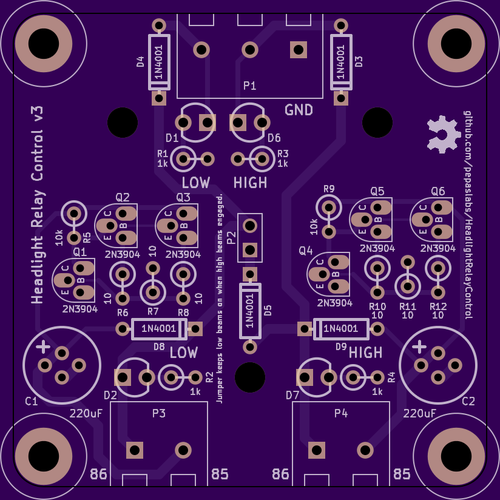 Headlight Relay Control v3
github.com/pepaslabs/HeadlightRelayControl
Jumper keeps low beams on when high beams engaged.
D4
1N4001
P1
1N4001
D3
GND
D1
D6
R1
1k
R3
1k
LOW
HIGH
Q2
E
B
C
2N3904
Q3
E
B
C
2N3904
10k
R5
Q1
E
B
C
2N3904
P2
R9
10k
Q5
E
B
C
2N3904
Q6
E
B
C
2N3904
Q4
E
B
C
2N3904
10
R6
10
R7
R8
10
R10
10
R11
10
R12
10
1N4001
D5
1N4001
D8
LOW
1N4001
D9
HIGH
+
C1
220uF
D2
R2
1k
D7
R4
1k
+
C2
220uF
P3
P4
86
85
86
85